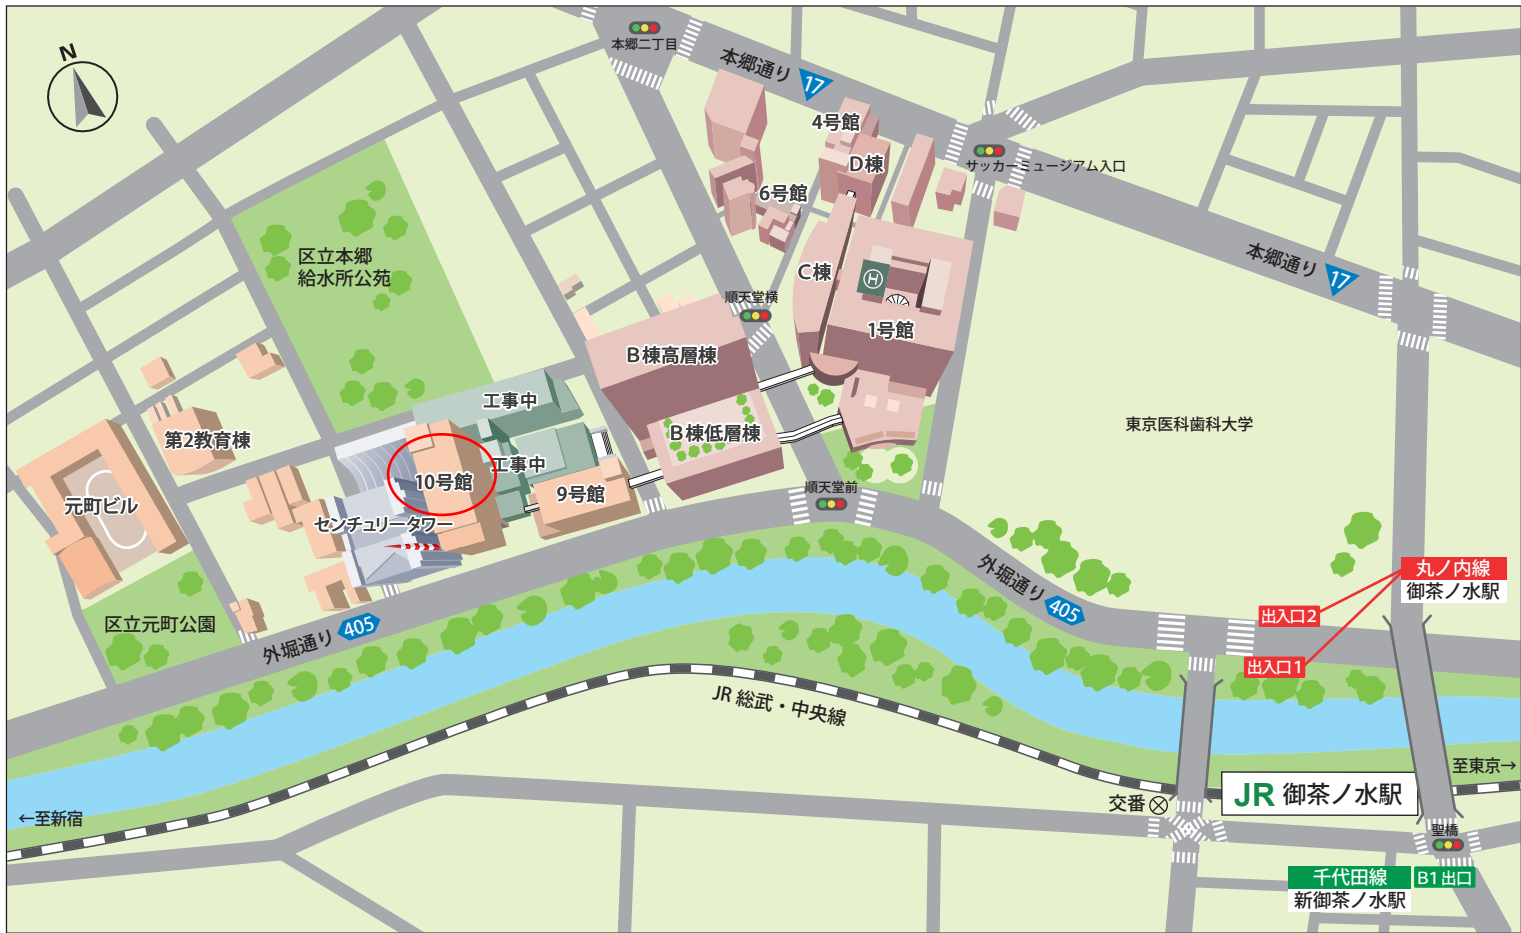 N
本郷二丁目
本郷通り
17
4号館
D棟
サッカーミュージアム入口
6号館
区立本郷
給水所公苑
C棟
本郷通り
17
順天堂横
1号館
B棟高層棟
工事中
東京医科歯科大学
B棟低層棟
第2教育棟
工事中
10号館
9号館
元町ビル
順天堂前
センチュリータワー
外堀通り
405
丸ノ内線
御茶ノ水駅
出入口2
出入口1
区立元町公園
外堀通り
405
JR 総武・中央線
至東京→
JR 御茶ノ水駅
交番
←至新宿
聖橋
千代田線
新御茶ノ水駅
B1出口
H